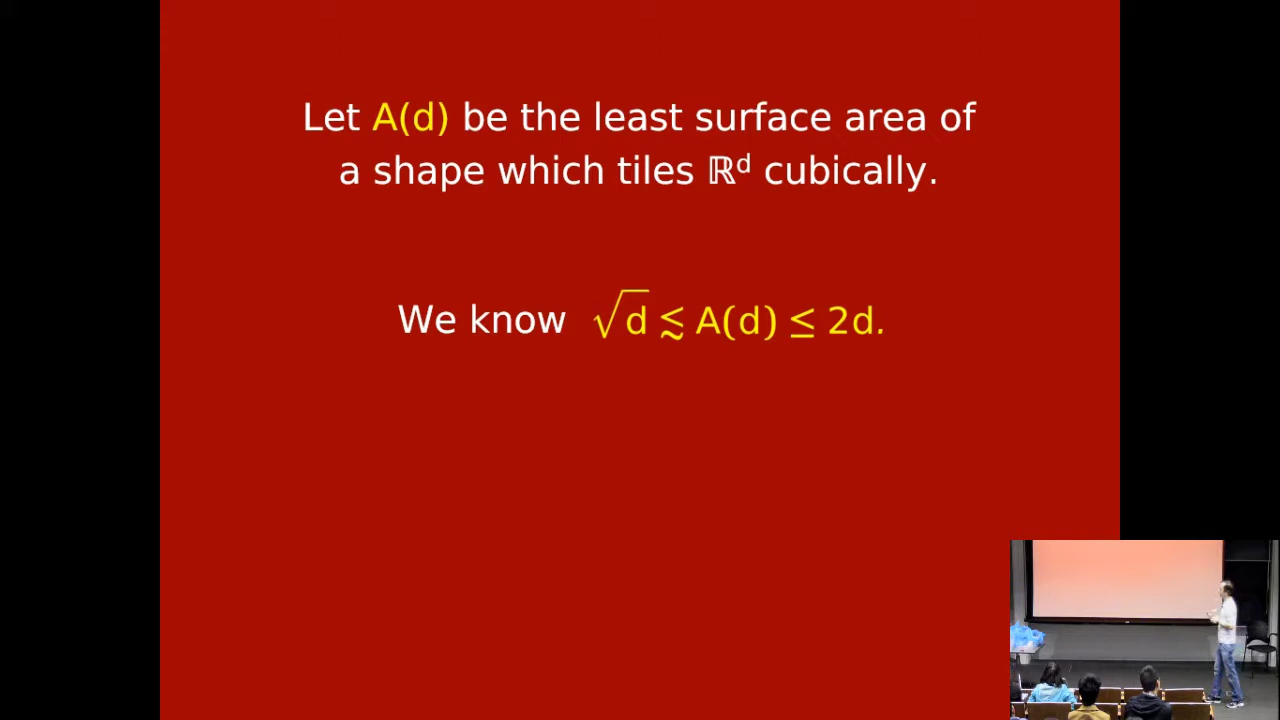 Let A(d) be the least surface area of
a shape which tiles ℝᵈ cubically.
We know √d ≲ A(d) ≤ 2d.